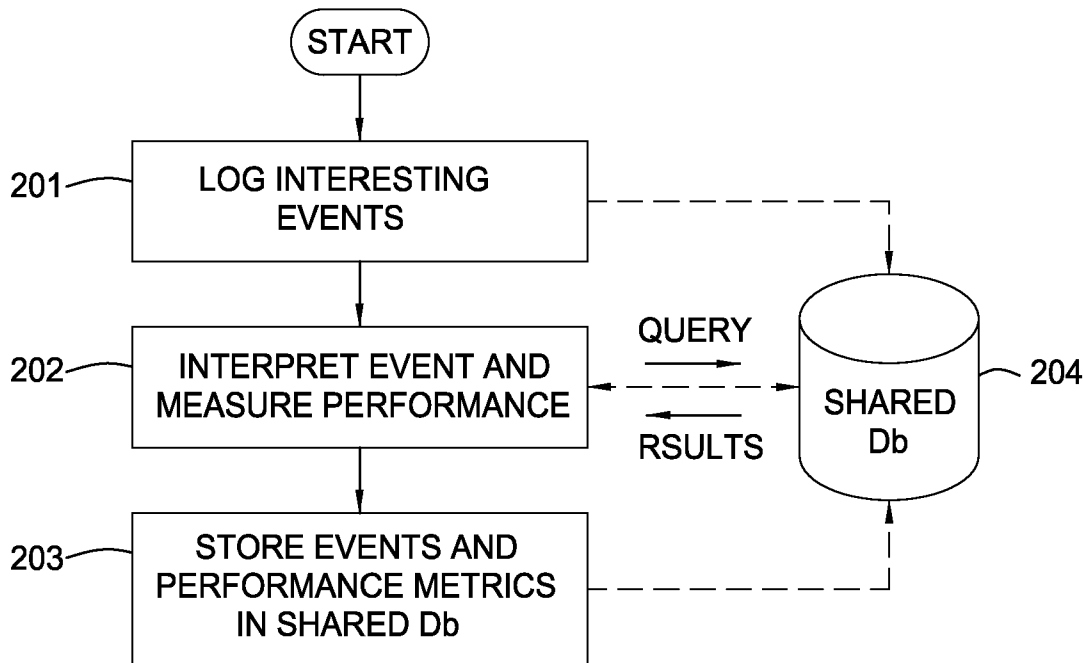 START
201
LOG INTERESTING
EVENTS
202
INTERPRET EVENT AND
MEASURE PERFORMANCE
QUERY
RSULTS
SHARED
Db
204
203
STORE EVENTS AND
PERFORMANCE METRICS
IN SHARED Db